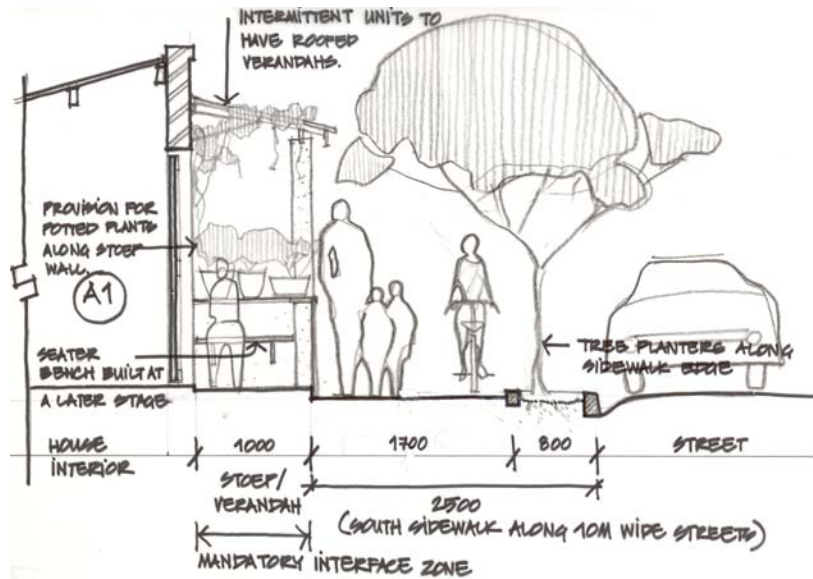 INTERMITTENT UNITS TO
HAVE ROOFED
VERANDAHS.
PROVISION FOR
POTTED PLANTS
ALONG STOEP
WALL.
A1
SEATER
BENCH BUILT AT
A LATER STAGE
TREE PLANTERS ALONG
SIDEWALK EDGE
HOUSE
INTERIOR
1000
1700
800
STREET
STOEP/
VERANDAH
2500
(SOUTH SIDEWALK ALONG 10M WIDE STREETS)
MANDATORY INTERFACE ZONE